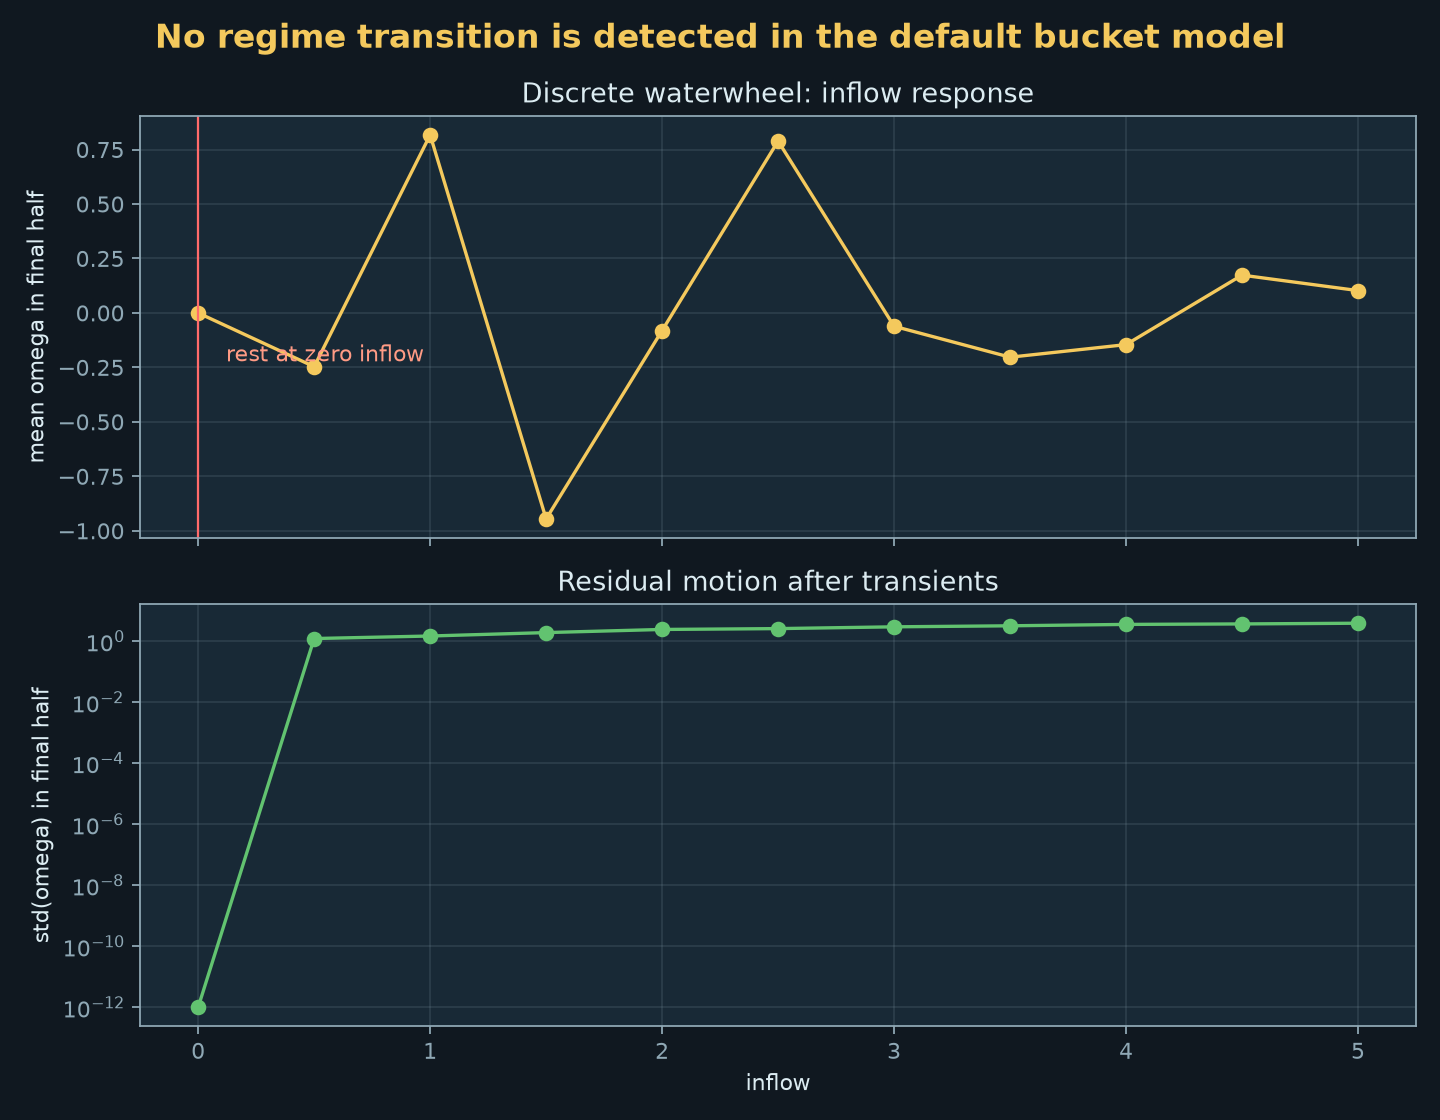 No regime transition is detected in the default bucket model
Discrete waterwheel: inflow response
mean omega in final half
0.75
0.50
0.25
0.00
−0.25
−0.50
−0.75
−1.00
rest at zero inflow
Residual motion after transients
std(omega) in final half
10⁰
10⁻²
10⁻⁴
10⁻⁶
10⁻⁸
10⁻¹⁰
10⁻¹²
0 1 2 3 4 5
inflow